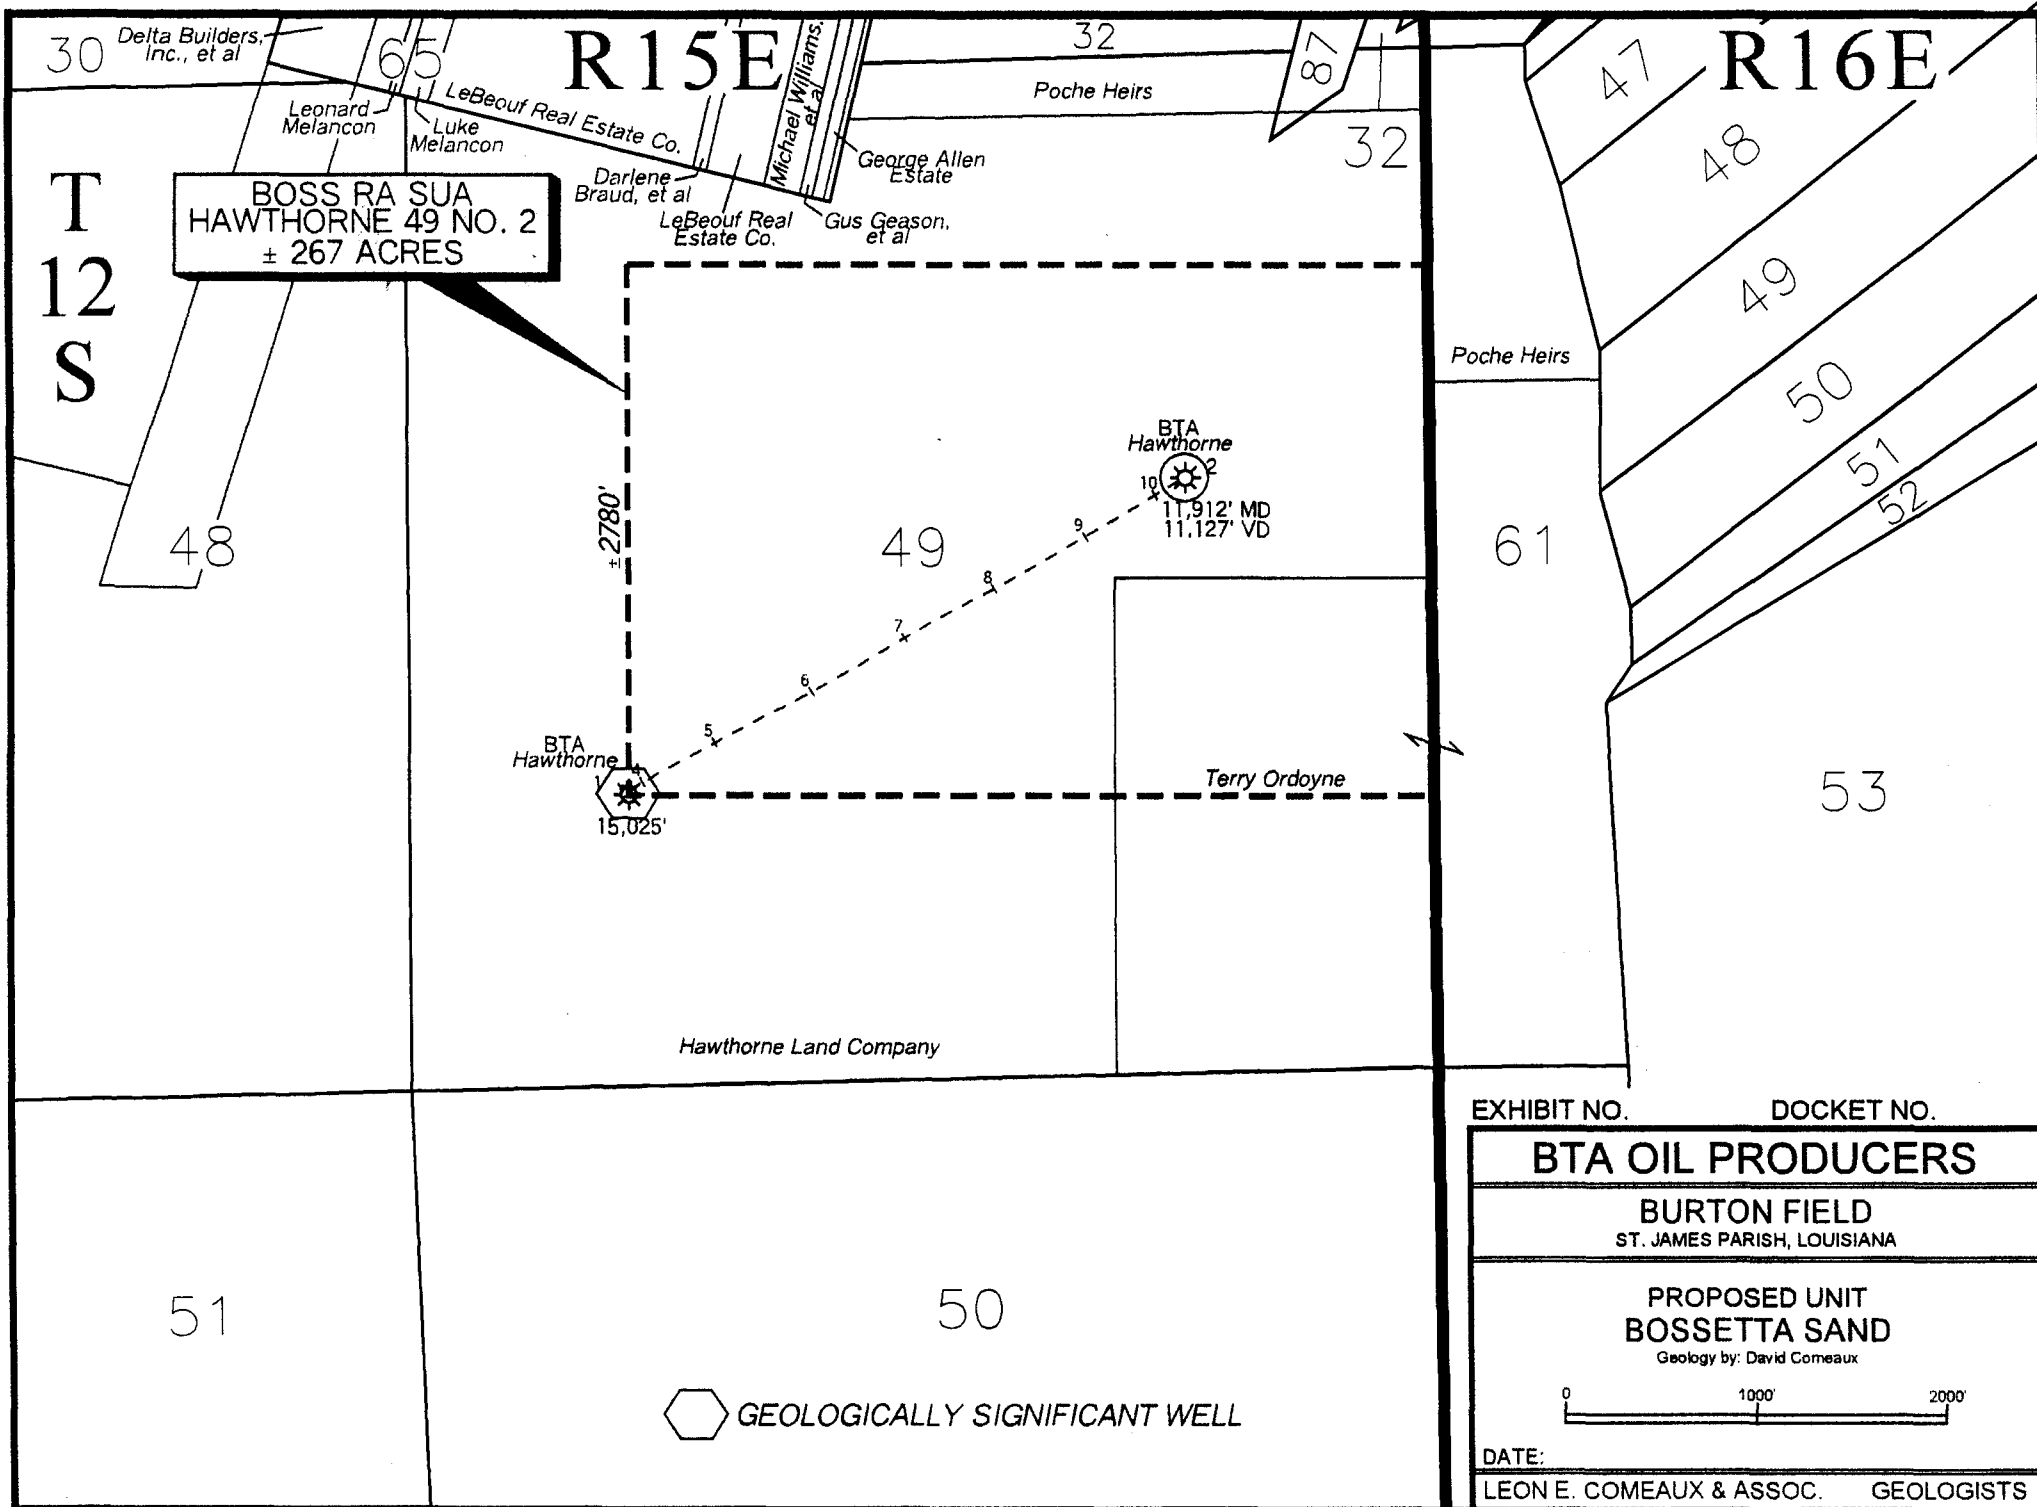 30
Delta Builders,
Inc., et al
65
R15E
Michael Williams,
et al
32
87
47
R16E
Poche Heirs
Leonard
Melancon
Luke
Melancon
LeBeouf Real Estate Co.
32
48
T
12
S
BOSS RA SUA
HAWTHORNE 49 NO. 2
± 267 ACRES
Darlene
Braud, et al
LeBeouf Real
Estate Co.
George Allen
Estate
Gus Geason,
et al
49
Poche Heirs
50
BTA
Hawthorne
2
11,912' MD
11,127' VD
51
52
48
±2780'
49
61
10
9
8
7
6
5
4
BTA
Hawthorne
1
15,025'
Terry Ordoyne
53
Hawthorne Land Company
51
50
GEOLOGICALLY SIGNIFICANT WELL
EXHIBIT NO. DOCKET NO.
BTA OIL PRODUCERS
BURTON FIELD
ST. JAMES PARISH, LOUISIANA
PROPOSED UNIT
BOSSETTA SAND
Geology by: David Comeaux
0 1000' 2000'
DATE:
LEON E. COMEAUX & ASSOC. GEOLOGISTS